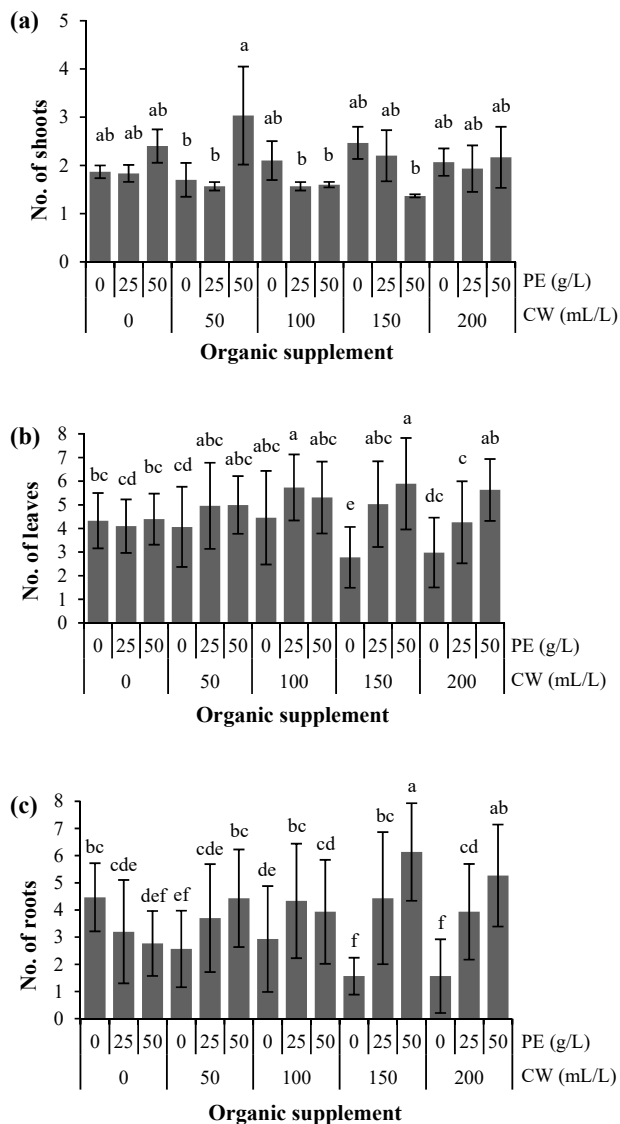 (a)
No. of shoots
5
4
3
2
1
0
ab ab ab b b a ab b b ab ab b ab ab ab
0 25 50 0 25 50 0 25 50 0 25 50 0 25 50 PE (g/L)
0 50 100 150 200 CW (mL/L)
Organic supplement
(b)
No. of leaves
8
7
6
5
4
3
2
1
0
bc cd bc cd abc abc abc a abc e abc a dc c ab
0 25 50 0 25 50 0 25 50 0 25 50 0 25 50 PE (g/L)
0 50 100 150 200 CW (mL/L)
Organic supplement
(c)
No. of roots
8
7
6
5
4
3
2
1
0
bc cde def ef cde bc de bc cd f bc a f cd ab
0 25 50 0 25 50 0 25 50 0 25 50 0 25 50 PE (g/L)
0 50 100 150 200 CW (mL/L)
Organic supplement